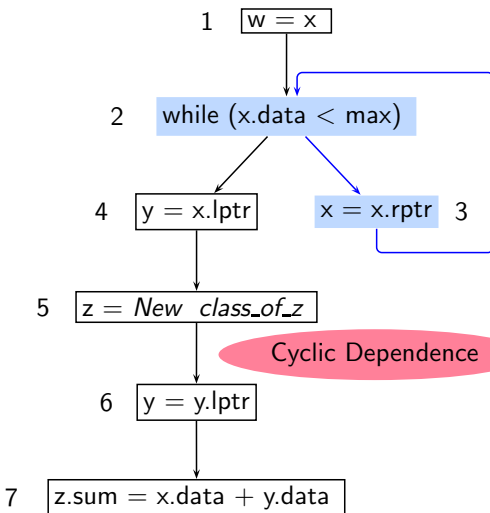 1 w = x
2 while (x.data < max)
4 y = x.lptr
x = x.rptr 3
5 z = New class_of_z
Cyclic Dependence
6 y = y.lptr
7 z.sum = x.data + y.data